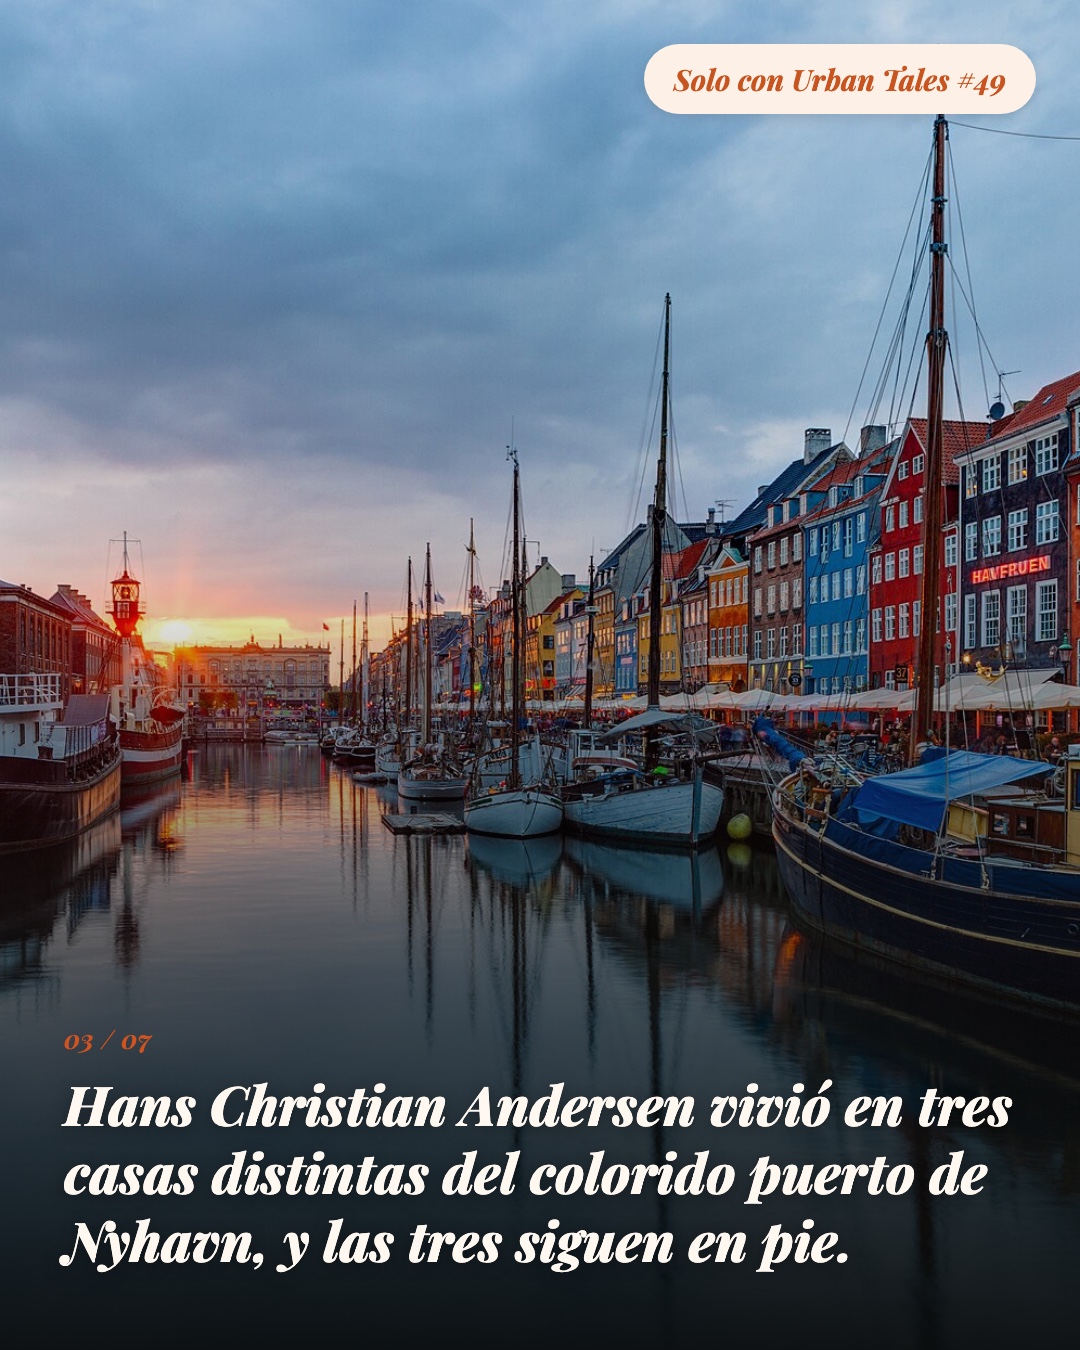 Solo con Urban Tales #49
HAVFRUEN
37
03 / 07
Hans Christian Andersen vivió en tres
casas distintas del colorido puerto de
Nyhavn, y las tres siguen en pie.